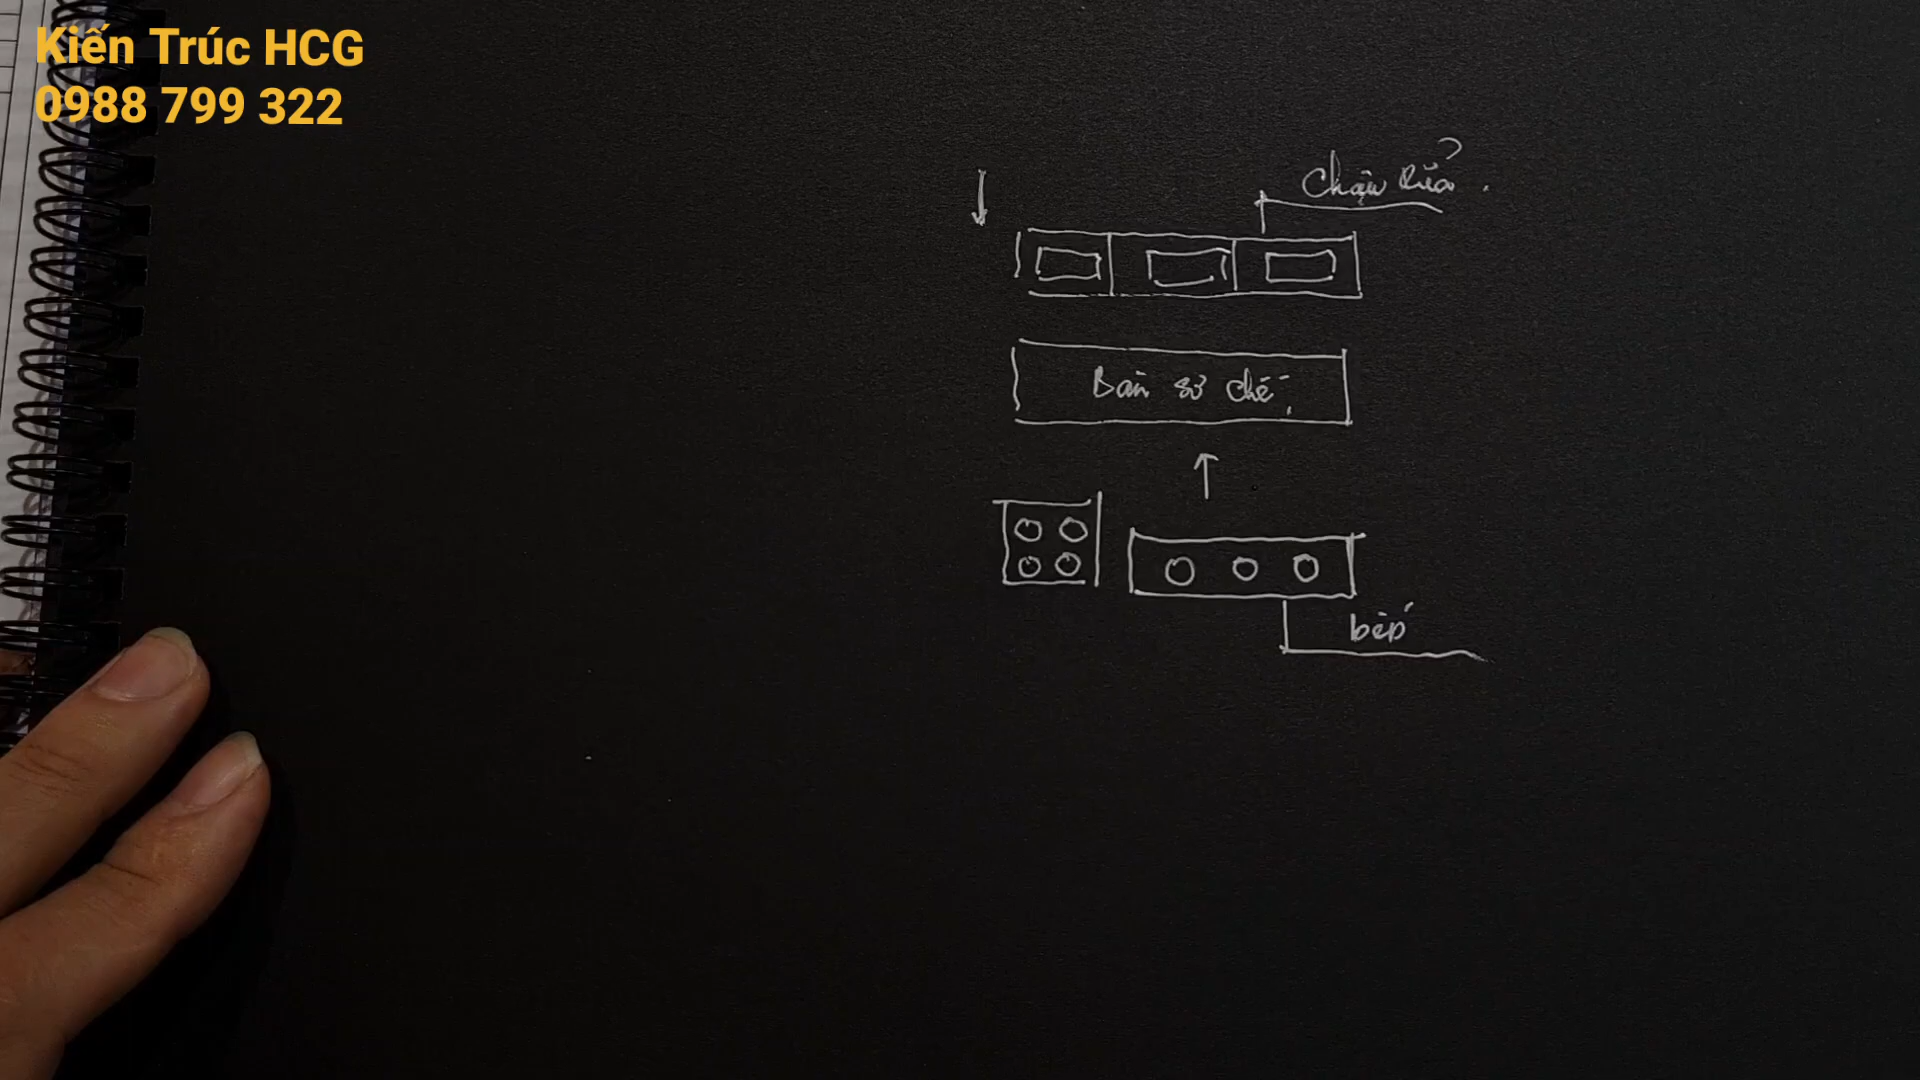 Kiến Trúc HCG
0988 799 322
Chậu rửa.
Bàn sơ chế.
bếp